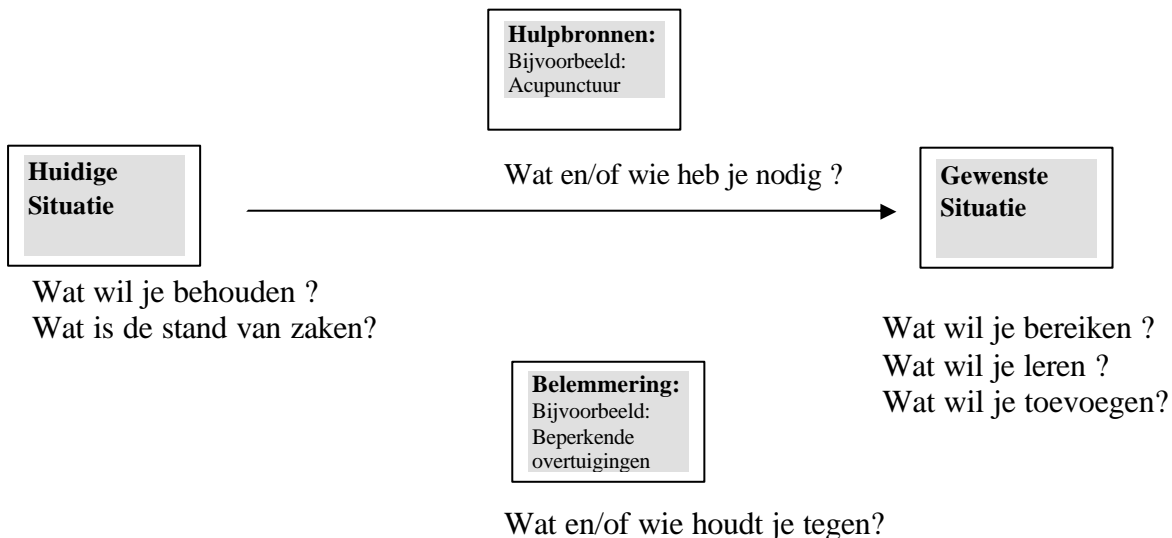 Hulpbronnen:
Bijvoorbeeld:
Acupunctuur
Huidige
Situatie
Wat en/of wie heb je nodig ?
Gewenste
Situatie
Wat wil je behouden ?
Wat is de stand van zaken?
Wat wil je bereiken ?
Wat wil je leren ?
Wat wil je toevoegen?
Belemmering:
Bijvoorbeeld:
Beperkende
overtuigingen
Wat en/of wie houdt je tegen?